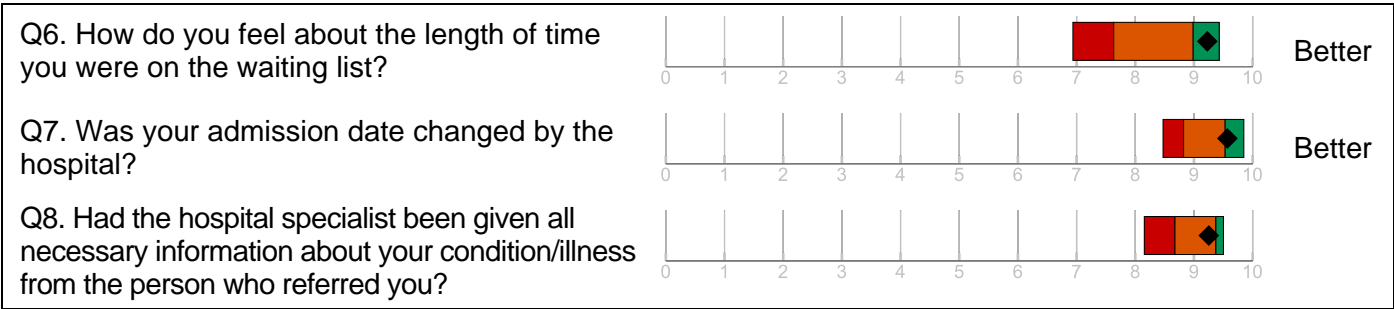 Q6. How do you feel about the length of time
you were on the waiting list?
Better
0 1 2 3 4 5 6 7 8 9 10
Q7. Was your admission date changed by the
hospital?
Better
0 1 2 3 4 5 6 7 8 9 10
Q8. Had the hospital specialist been given all
necessary information about your condition/illness
from the person who referred you?
0 1 2 3 4 5 6 7 8 9 10